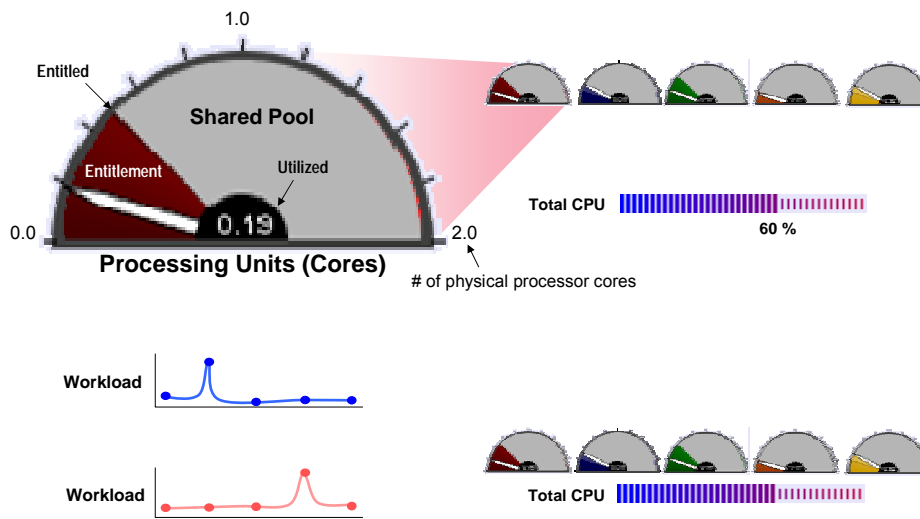 1.0
Entitled
Shared Pool
Entitlement
Utilized
0.19
0.0
2.0
Processing Units (Cores)
# of physical processor cores
Total CPU
60 %
Workload
Workload
Total CPU